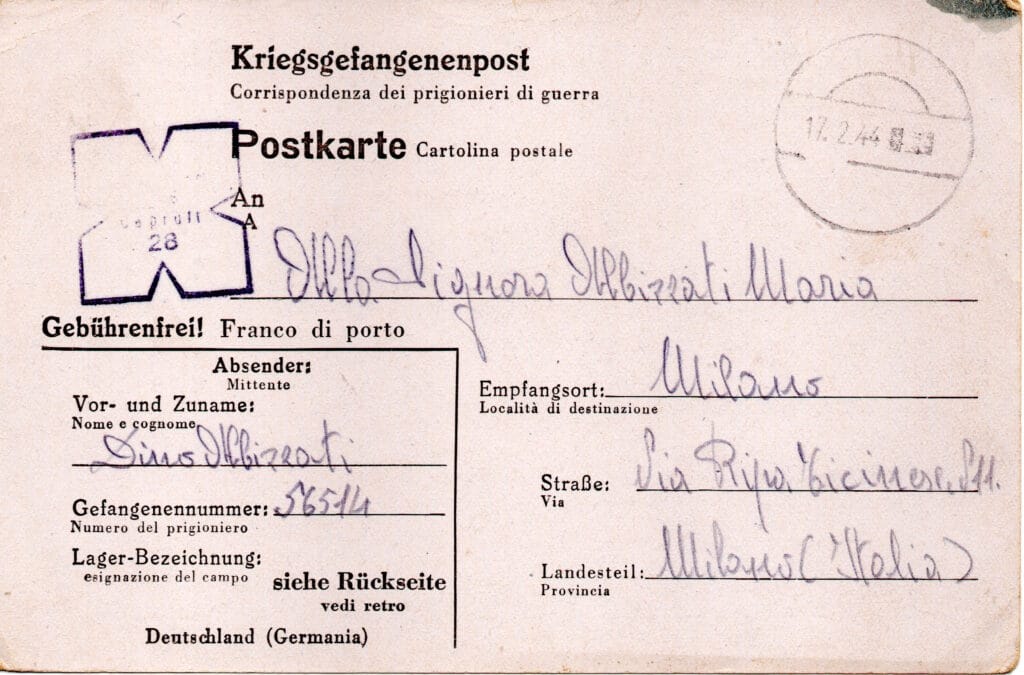 Kriegsgefangenenpost
Corrispondenza dei prigionieri di guerra
17.2.44
Postkarte Cartolina postale
An
A
Geprüft
28
Alla Signora Albizzati Maria
Gebührenfrei! Franco di porto
Absender:
Mittente
Vor- und Zuname:
Nome e cognome
Dino Albizzati
Gefangenennummer: 56514
Numero del prigioniero
Lager-Bezeichnung:
esignazione del campo
siehe Rückseite
vedi retro
Deutschland (Germania)
Empfangsort: Milano
Località di destinazione
Straße: Via Ripa Ticinese
Via
Landesteil: Milano (Italia)
Provincia